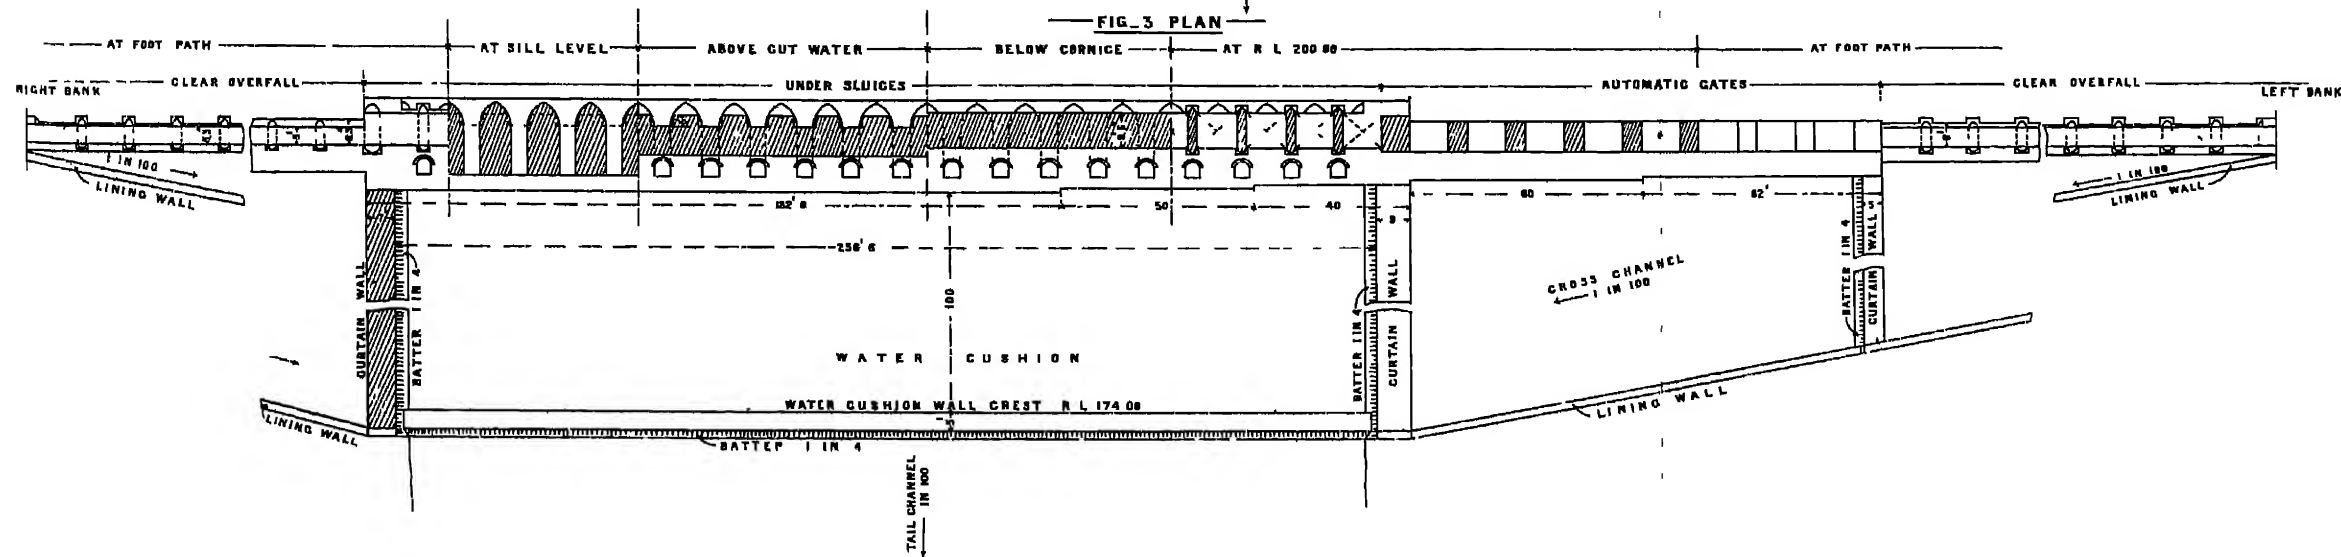 FIG_3 PLAN
AT FOOT PATH
AT SILL LEVEL
ABOVE CUT WATER
BELOW CORNICE
AT R L 200 00
AT FOOT PATH
RIGHT BANK
CLEAR OVERFALL
UNDER SLUICES
AUTOMATIC GATES
CLEAR OVERFALL
LEFT BANK
1 IN 100
LINING WALL
1 IN 100
LINING WALL
50
40
9
60
62'
5
256' 6
CURTAIN WALL
BATTER 1 IN 4
100
BATTER 1 IN 4
CURTAIN WALL
CROSS CHANNEL
1 IN 100
BATTER 1 IN 4
CURTAIN WALL
WATER CUSHION
WATER CUSHION WALL CREST R L 174 00
5
LINING WALL
BATTER 1 IN 4
LINING WALL
TAIL CHANNEL
1 IN 100